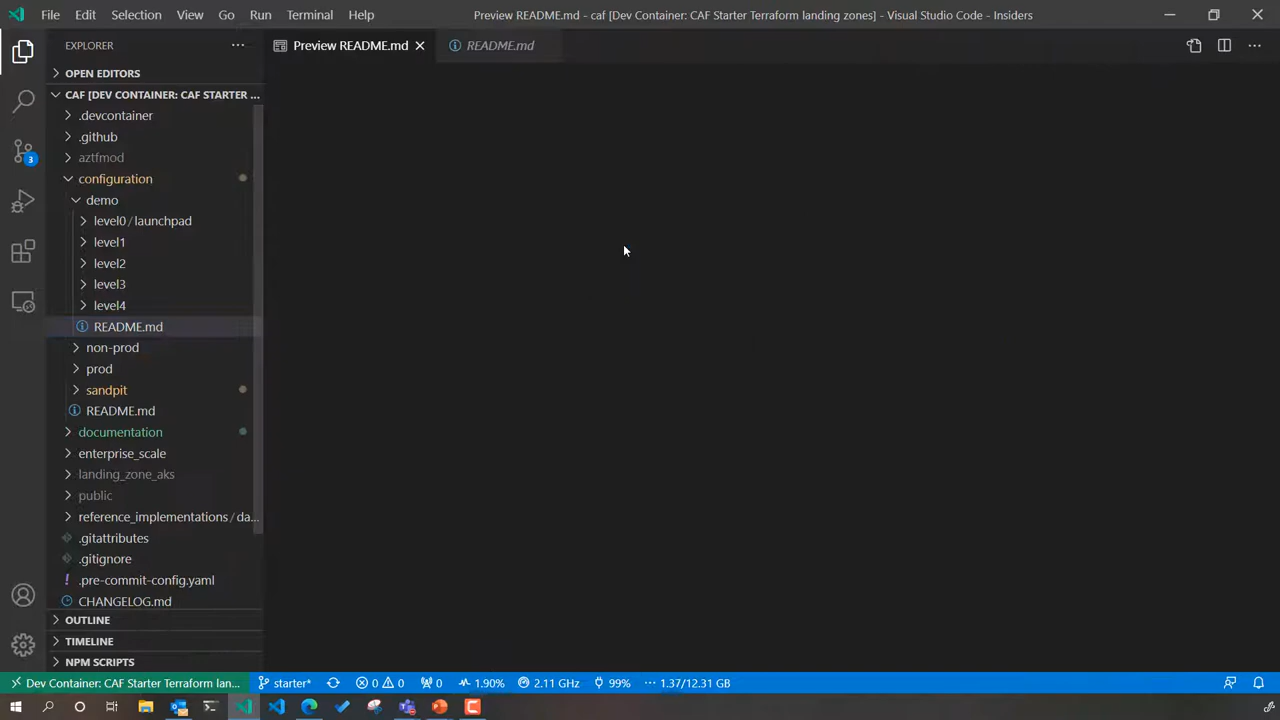 File Edit Selection View Go Run Terminal Help Preview README.md - caf [Dev Container: CAF Starter Terraform landing zones] - Visual Studio Code - Insiders
EXPLORER
Preview README.md
README.md
OPEN EDITORS
CAF [DEV CONTAINER: CAF STARTER ...
.devcontainer
.github
aztfmod
configuration
demo
level0 / launchpad
level1
level2
level3
level4
README.md
non-prod
prod
sandpit
README.md
documentation
enterprise_scale
landing_zone_aks
public
reference_implementations / da...
.gitattributes
.gitignore
.pre-commit-config.yaml
CHANGELOG.md
OUTLINE
TIMELINE
NPM SCRIPTS
3
Dev Container: CAF Starter Terraform lan... starter* 0 0 0 1.90% 2.11 GHz 99% ... 1.37/12.31 GB